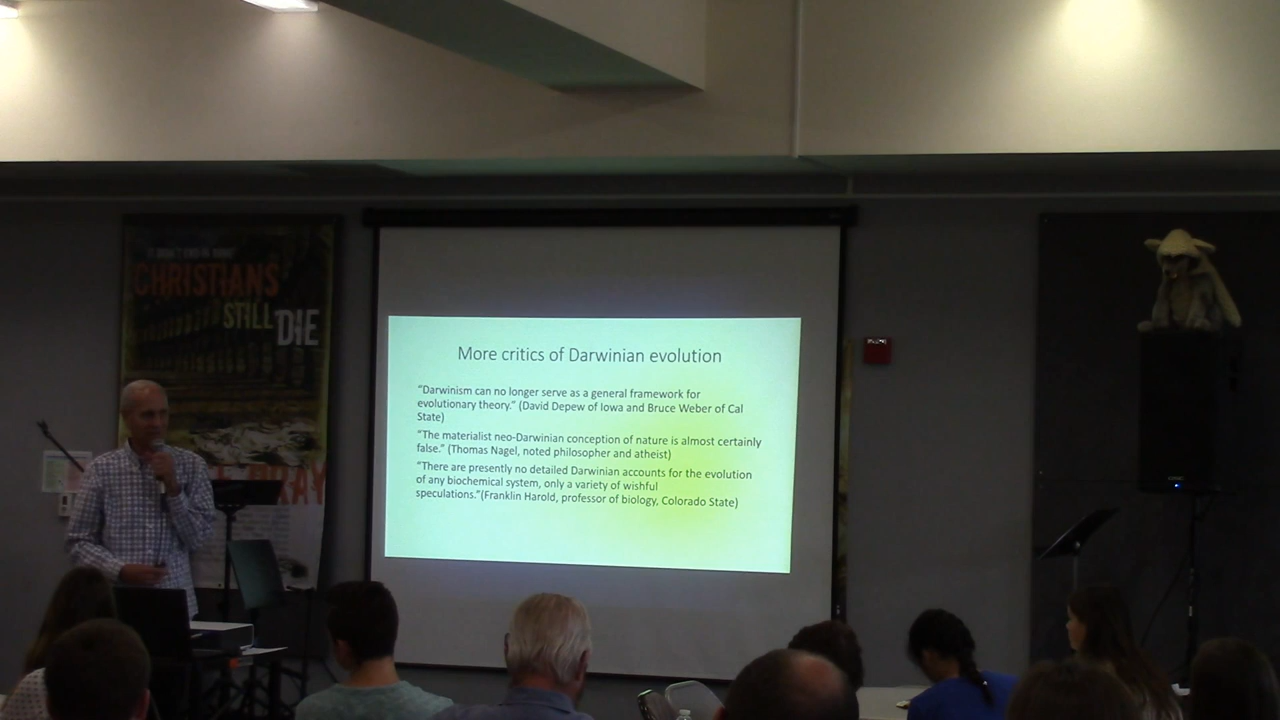 CHRISTIANS
STILL
DIE
PRAY
More critics of Darwinian evolution
"Darwinism can no longer serve as a general framework for
evolutionary theory." (David Depew of Iowa and Bruce Weber of Cal
State)
"The materialist neo-Darwinian conception of nature is almost certainly
false." (Thomas Nagel, noted philosopher and atheist)
"There are presently no detailed Darwinian accounts for the evolution
of any biochemical system, only a variety of wishful
speculations."(Franklin Harold, professor of biology, Colorado State)